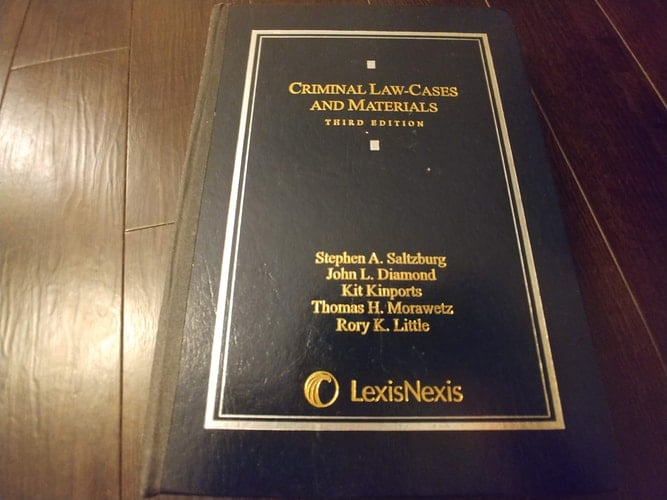 CRIMINAL LAW-CASES
AND MATERIALS
THIRD EDITION
Stephen A. Saltzburg
John L. Diamond
Kit Kinports
Thomas H. Morawetz
Rory K. Little
LexisNexis